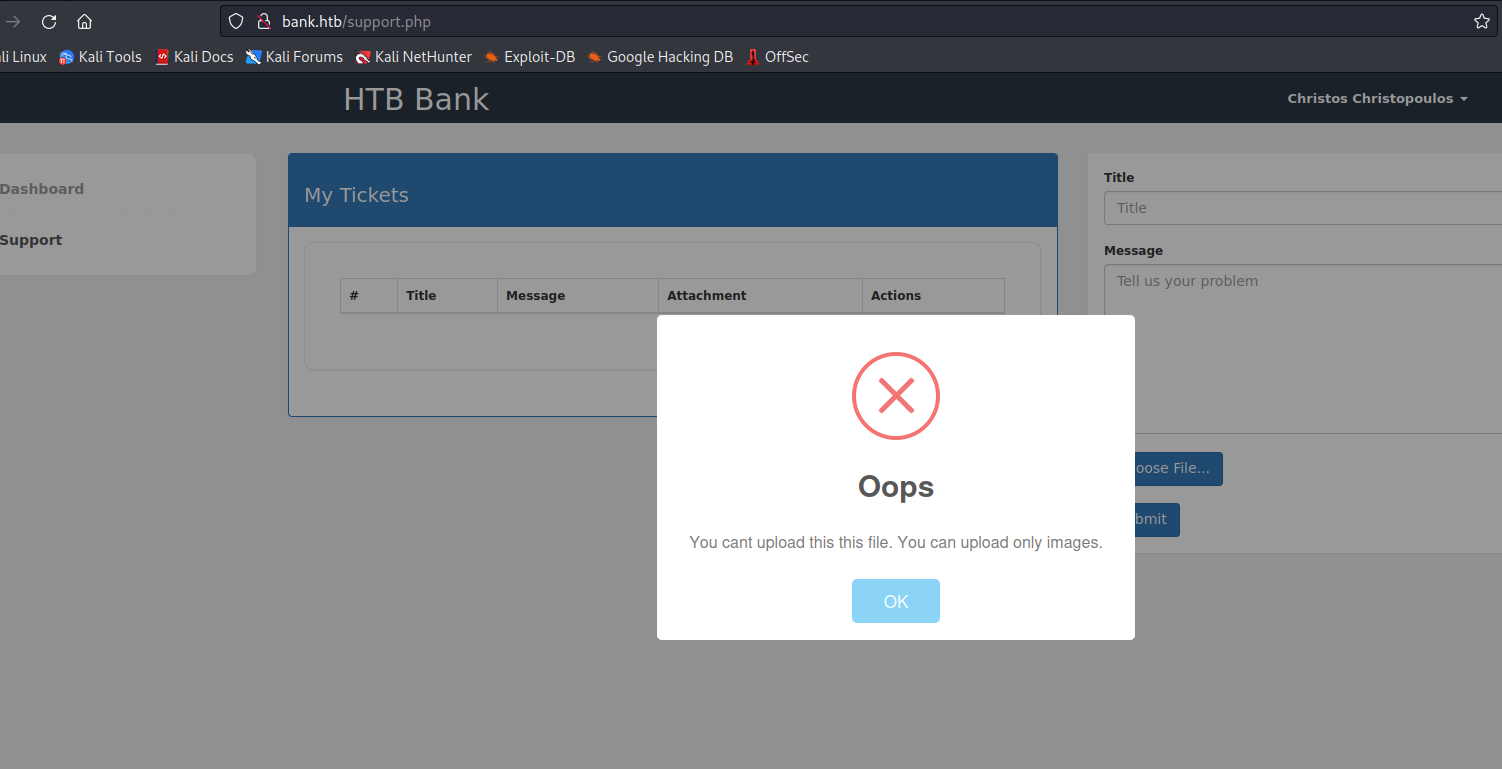 bank.htb/support.php
ali Linux Kali Tools Kali Docs Kali Forums Kali NetHunter Exploit-DB Google Hacking DB OffSec
HTB Bank
Christos Christopoulos
Dashboard
Support
My Tickets
# Title Message Attachment Actions
Title
Title
Message
Tell us your problem
oose File...
bmit
Oops
You cant upload this this file. You can upload only images.
OK